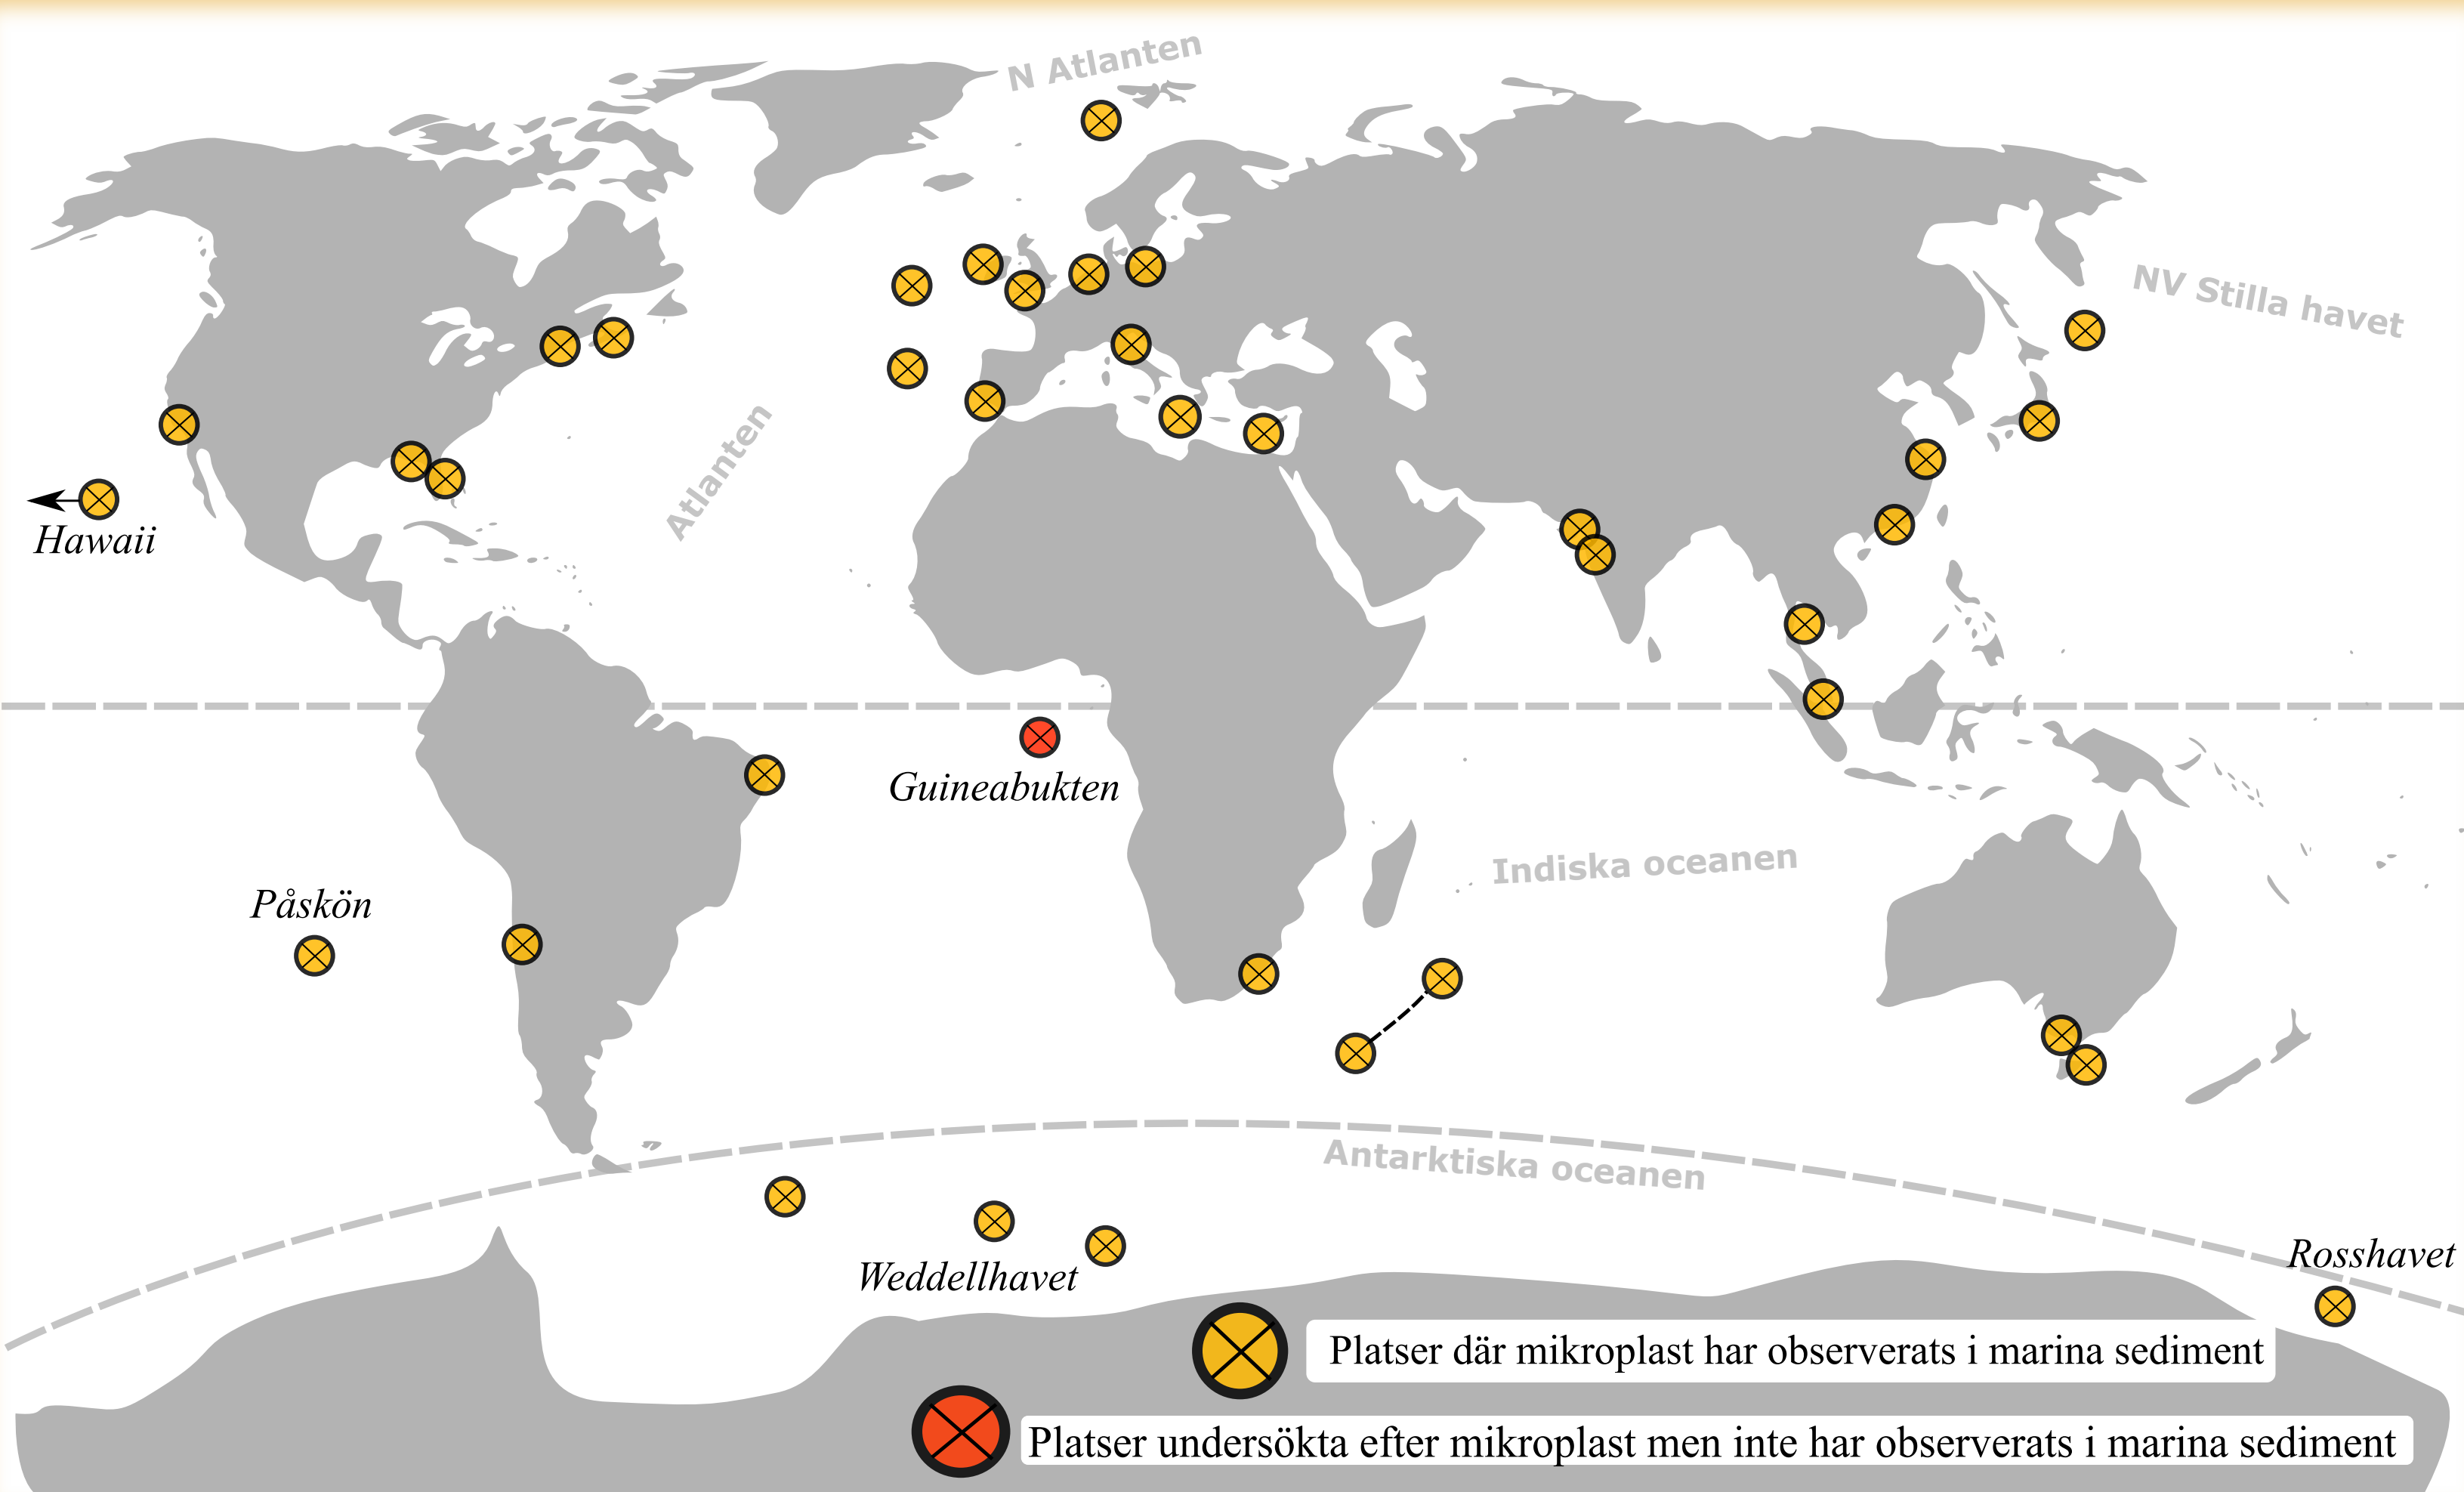 N Atlanten
NV Stilla havet
Atlanten
Hawaii
Guineabukten
Indiska oceanen
Påskön
Antarktiska oceanen
Weddellhavet
Rosshavet
Platser där mikroplast har observerats i marina sediment
Platser undersökta efter mikroplast men inte har observerats i marina sediment